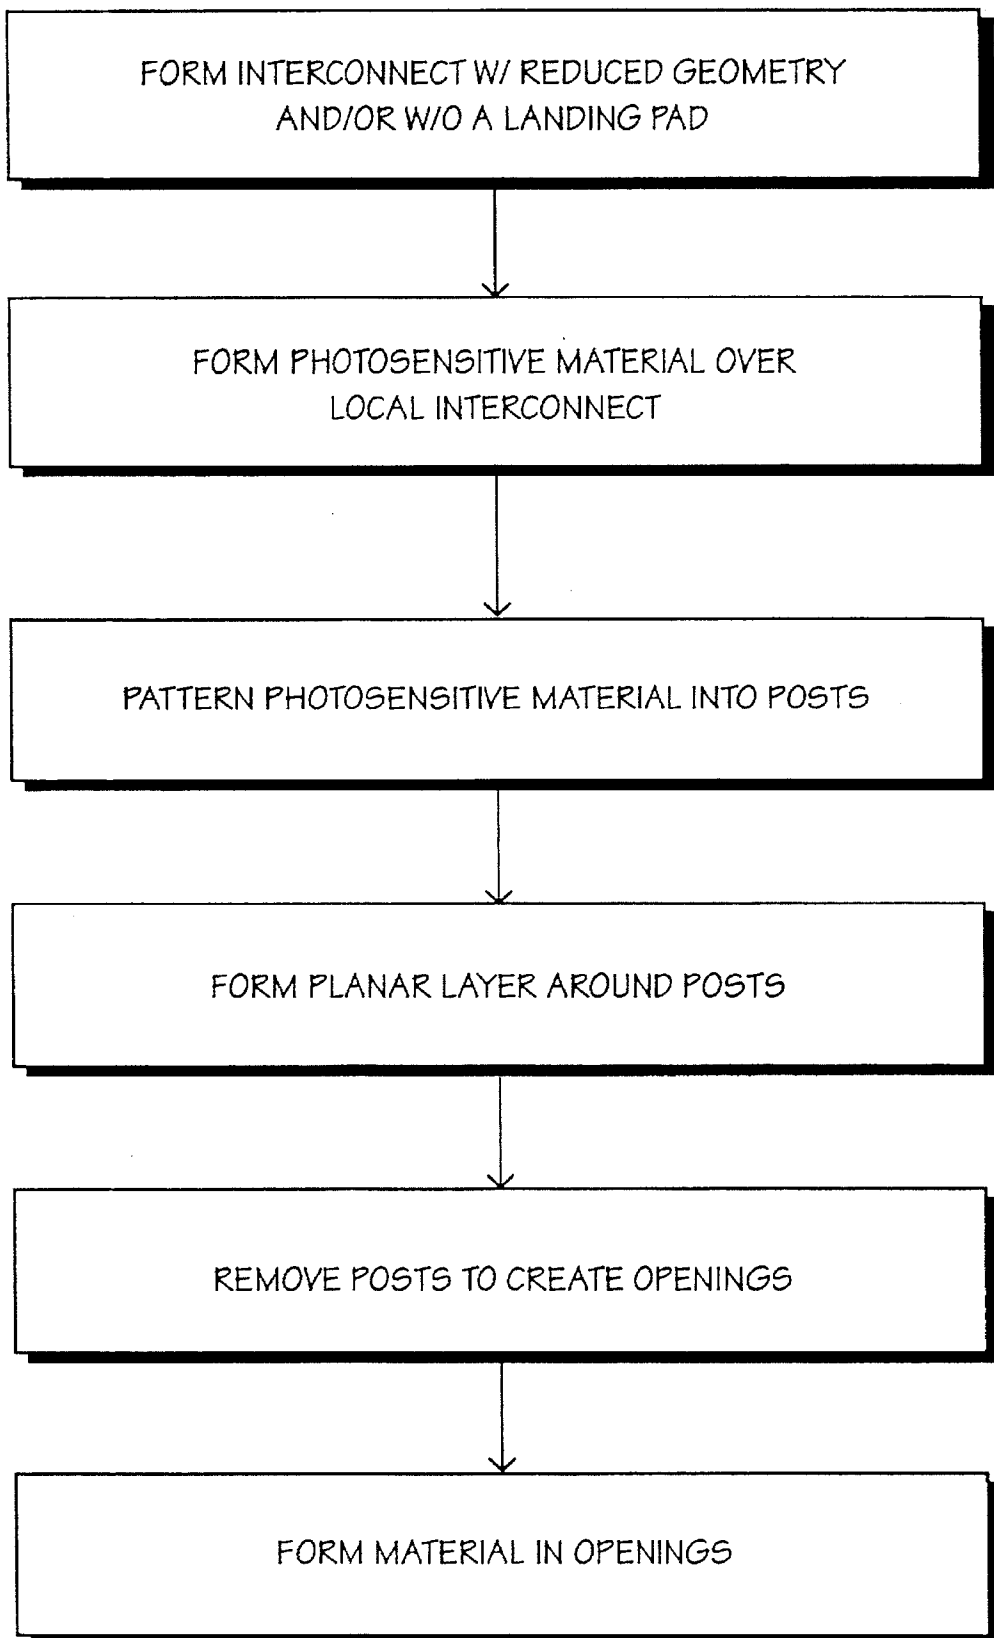 FORM INTERCONNECT W/ REDUCED GEOMETRY
AND/OR W/O A LANDING PAD
FORM PHOTOSENSITIVE MATERIAL OVER
LOCAL INTERCONNECT
PATTERN PHOTOSENSITIVE MATERIAL INTO POSTS
FORM PLANAR LAYER AROUND POSTS
REMOVE POSTS TO CREATE OPENINGS
FORM MATERIAL IN OPENINGS